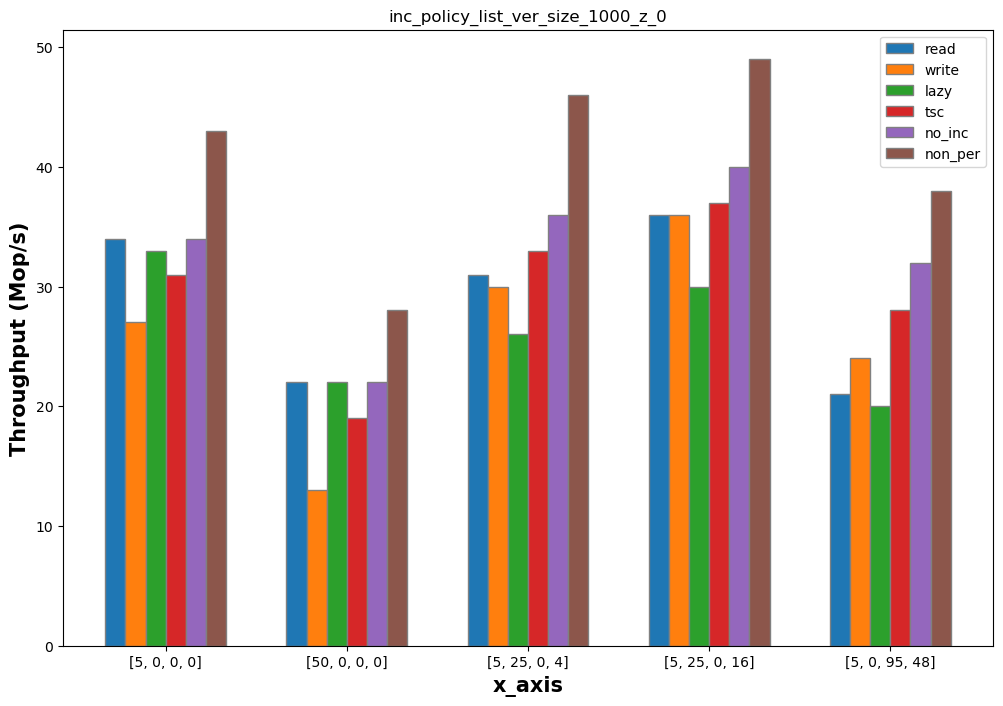 inc_policy_list_ver_size_1000_z_0
read
write
lazy
tsc
no_inc
non_per
50
40
30
20
10
0
Throughput (Mop/s)
[5, 0, 0, 0]
[50, 0, 0, 0]
[5, 25, 0, 4]
[5, 25, 0, 16]
[5, 0, 95, 48]
x_axis